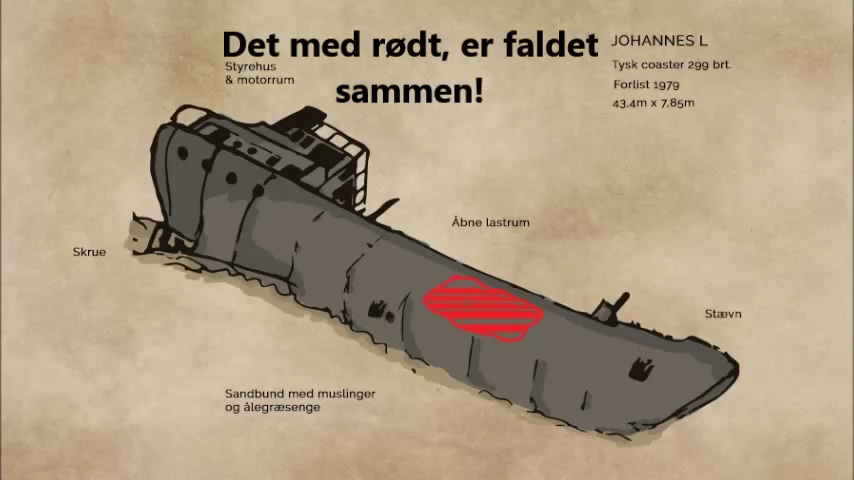 Det med rødt, er faldet
sammen!
JOHANNES L
Tysk coaster 299 brt.
Forlist 1979
43,4m x 7,85m
Styrehus
& motorrum
Åbne lastrum
Skrue
Stævn
Sandbund med muslinger
og ålegræsenge